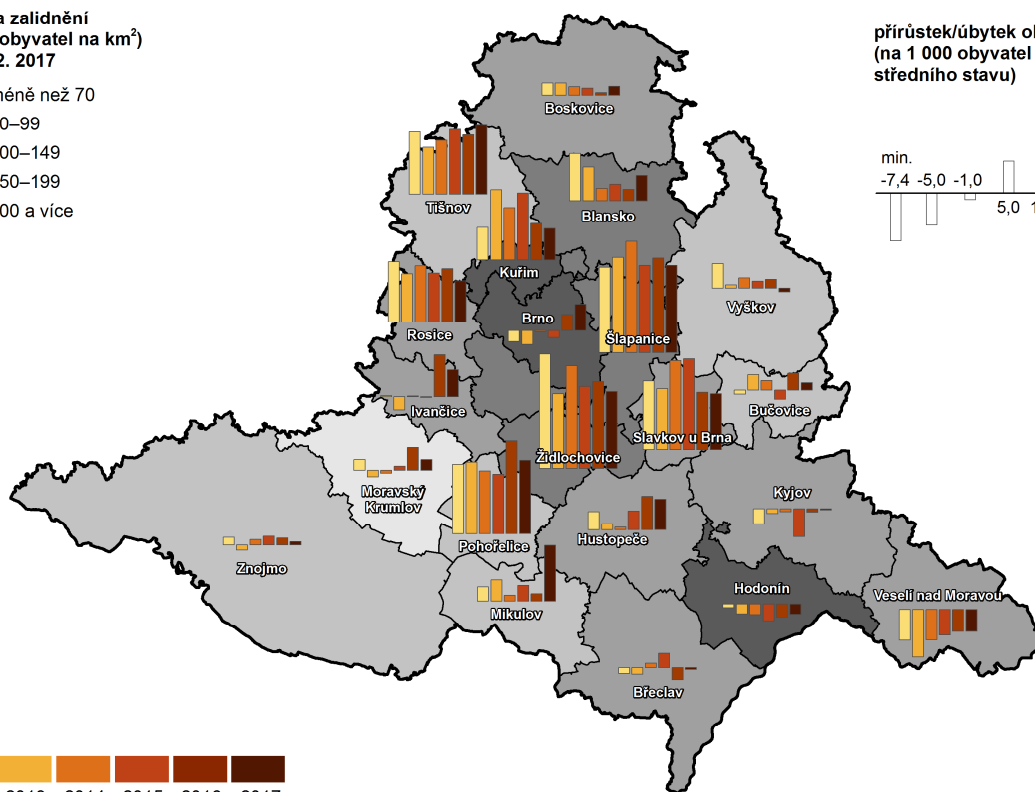 a zalidnění
obyvatel na km²)
2. 2017
méně než 70
0–99
00–149
50–199
00 a více
přírůstek/úbytek ob
(na 1 000 obyvatel
středního stavu)
min.
-7,4 -5,0 -1,0
5,0 1
Boskovice
Tišnov
Blansko
Kuřim
Vyškov
Brno
Rosice
Šlapanice
Ivančice
Bučovice
Slavkov u Brna
Židlochovice
Moravský
Krumlov
Kyjov
Pohořelice
Hustopeče
Znojmo
Hodonín
Veselí nad Moravou
Mikulov
Břeclav